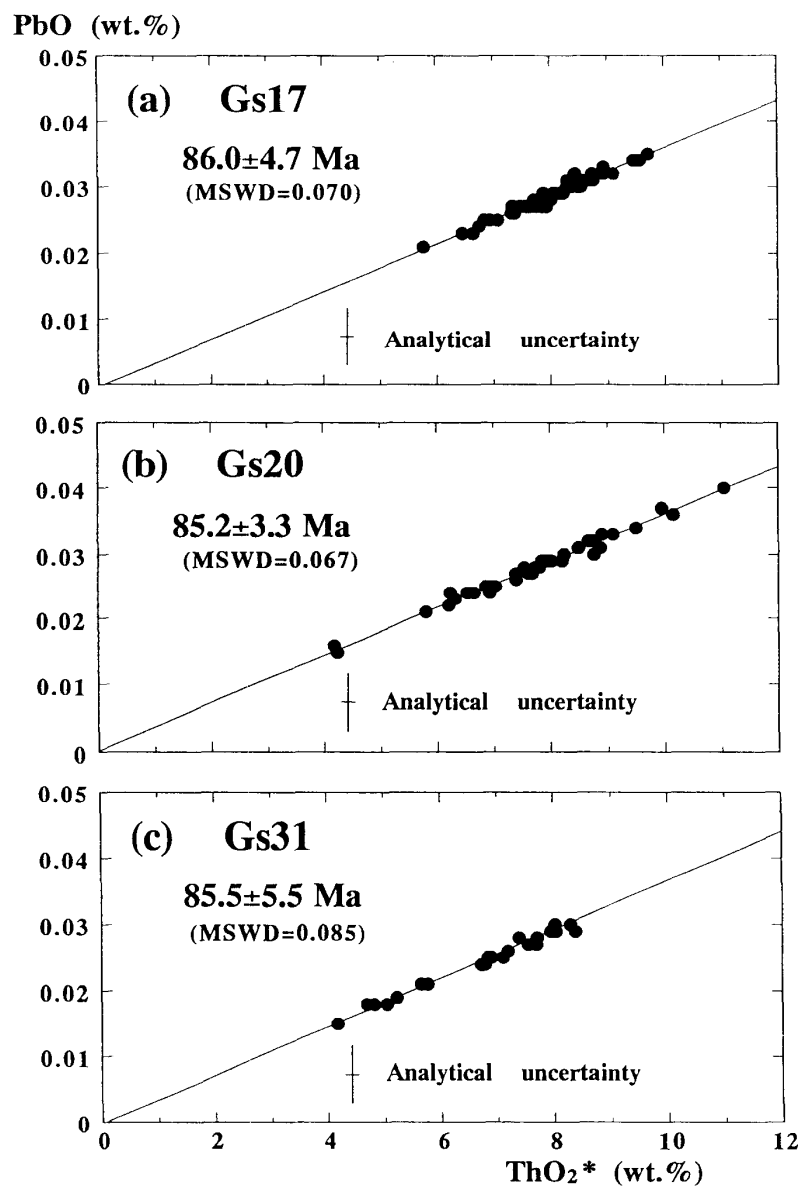 PbO (wt.%)
0.05
(a) Gs17
0.04
86.0±4.7 Ma
(MSWD=0.070)
0.03
0.02
0.01
Analytical uncertainty
0
0.05
(b) Gs20
0.04
85.2±3.3 Ma
(MSWD=0.067)
0.03
0.02
0.01
Analytical uncertainty
0
0.05
(c) Gs31
0.04
85.5±5.5 Ma
(MSWD=0.085)
0.03
0.02
0.01
Analytical uncertainty
0
0 2 4 6 8 10 12
ThO₂* (wt.%)